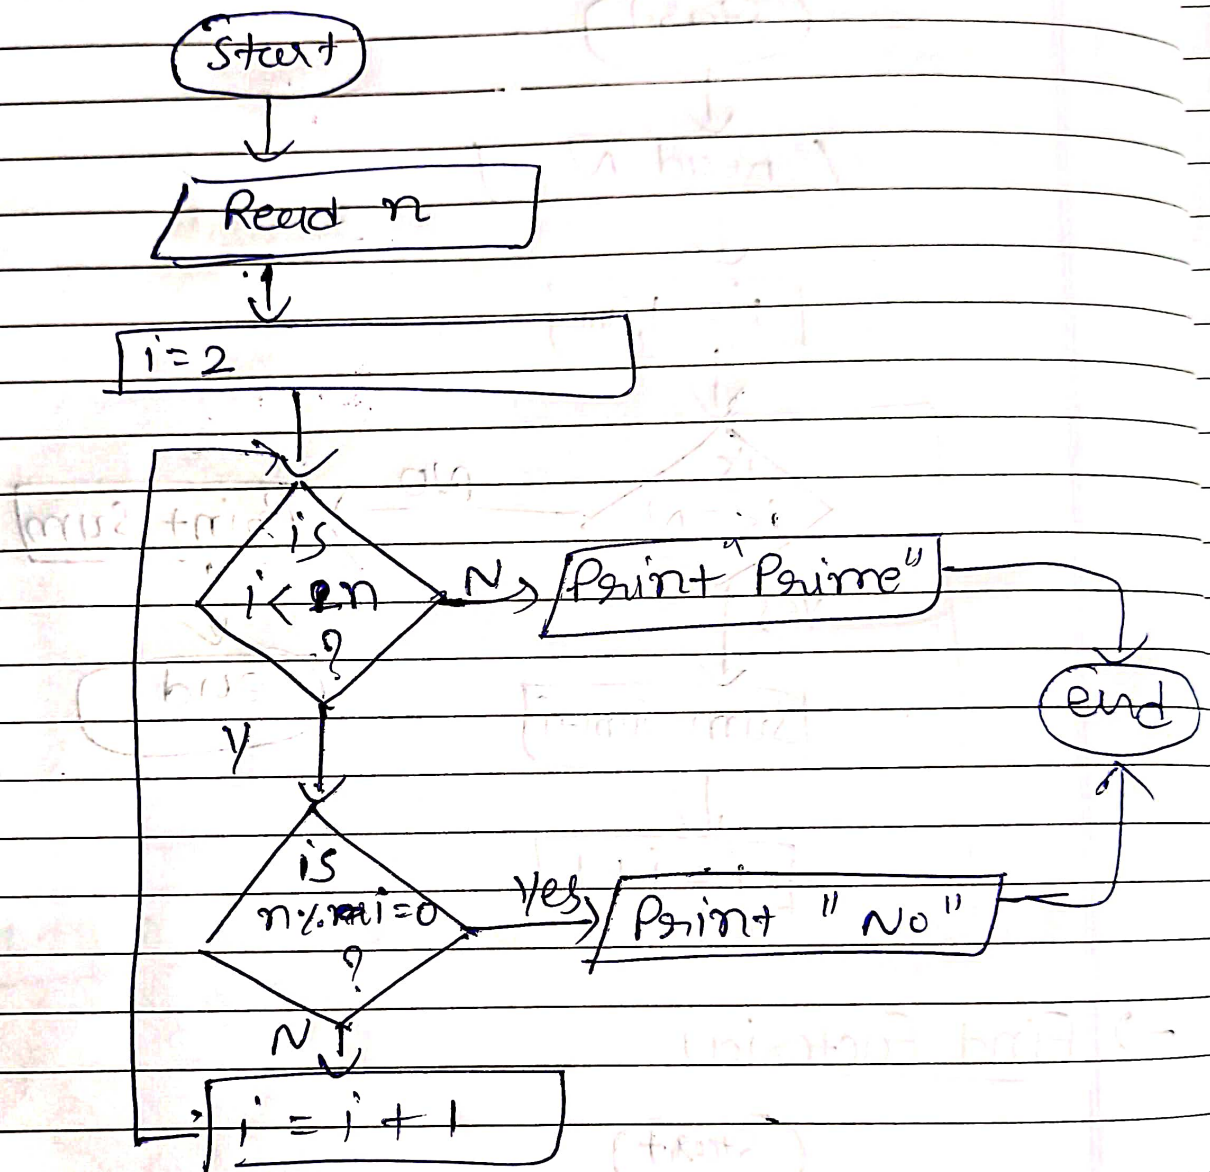 Start
Read n
i = 2
is
i < n
?
N
Print "Prime"
end
Y
is
n % i = 0
?
Yes
Print "No"
N
i = i + 1